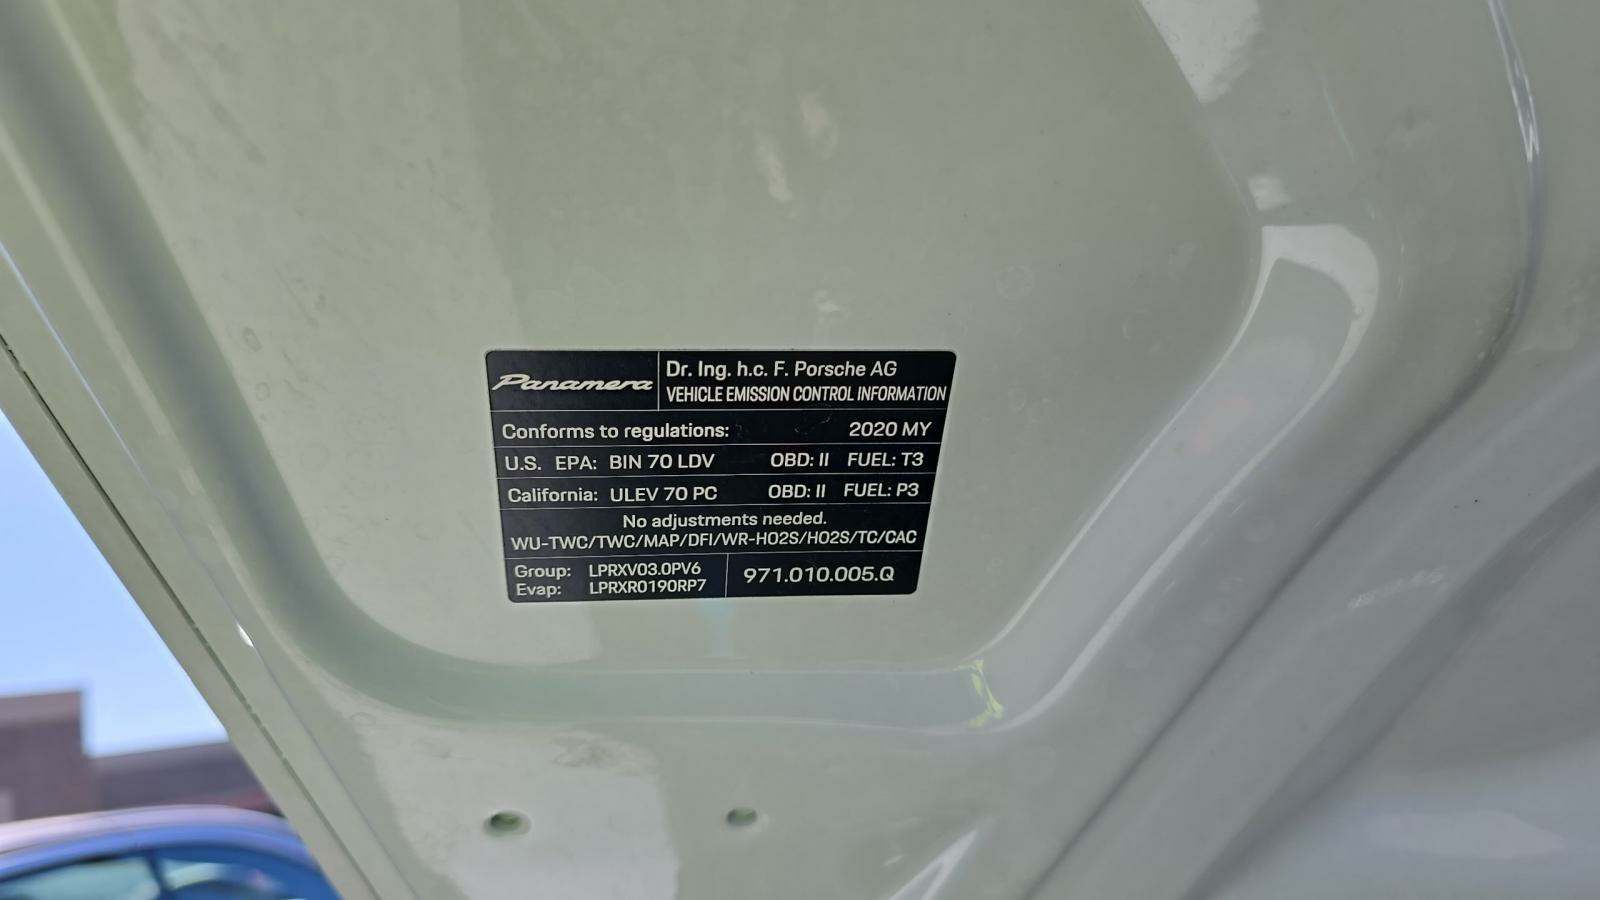 Panamera
Dr. Ing. h.c. F. Porsche AG
VEHICLE EMISSION CONTROL INFORMATION
Conforms to regulations: 2020 MY
U.S. EPA: BIN 70 LDV OBD: II FUEL: T3
California: ULEV 70 PC OBD: II FUEL: P3
No adjustments needed.
WU-TWC/TWC/MAP/DFI/WR-HO2S/HO2S/TC/CAC
Group: LPRXV03.0PV6
Evap: LPRXR0190RP7
971.010.005.Q